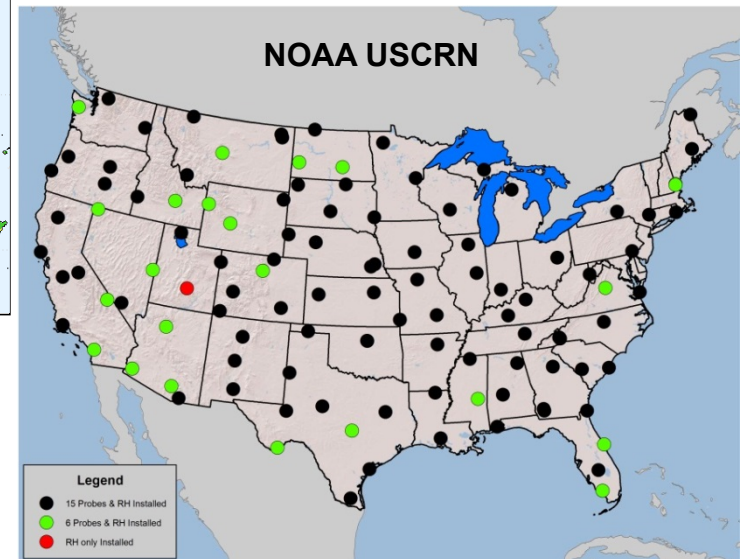 NOAA USCRN
Legend
15 Probes & RH Installed
6 Probes & RH Installed
RH only Installed